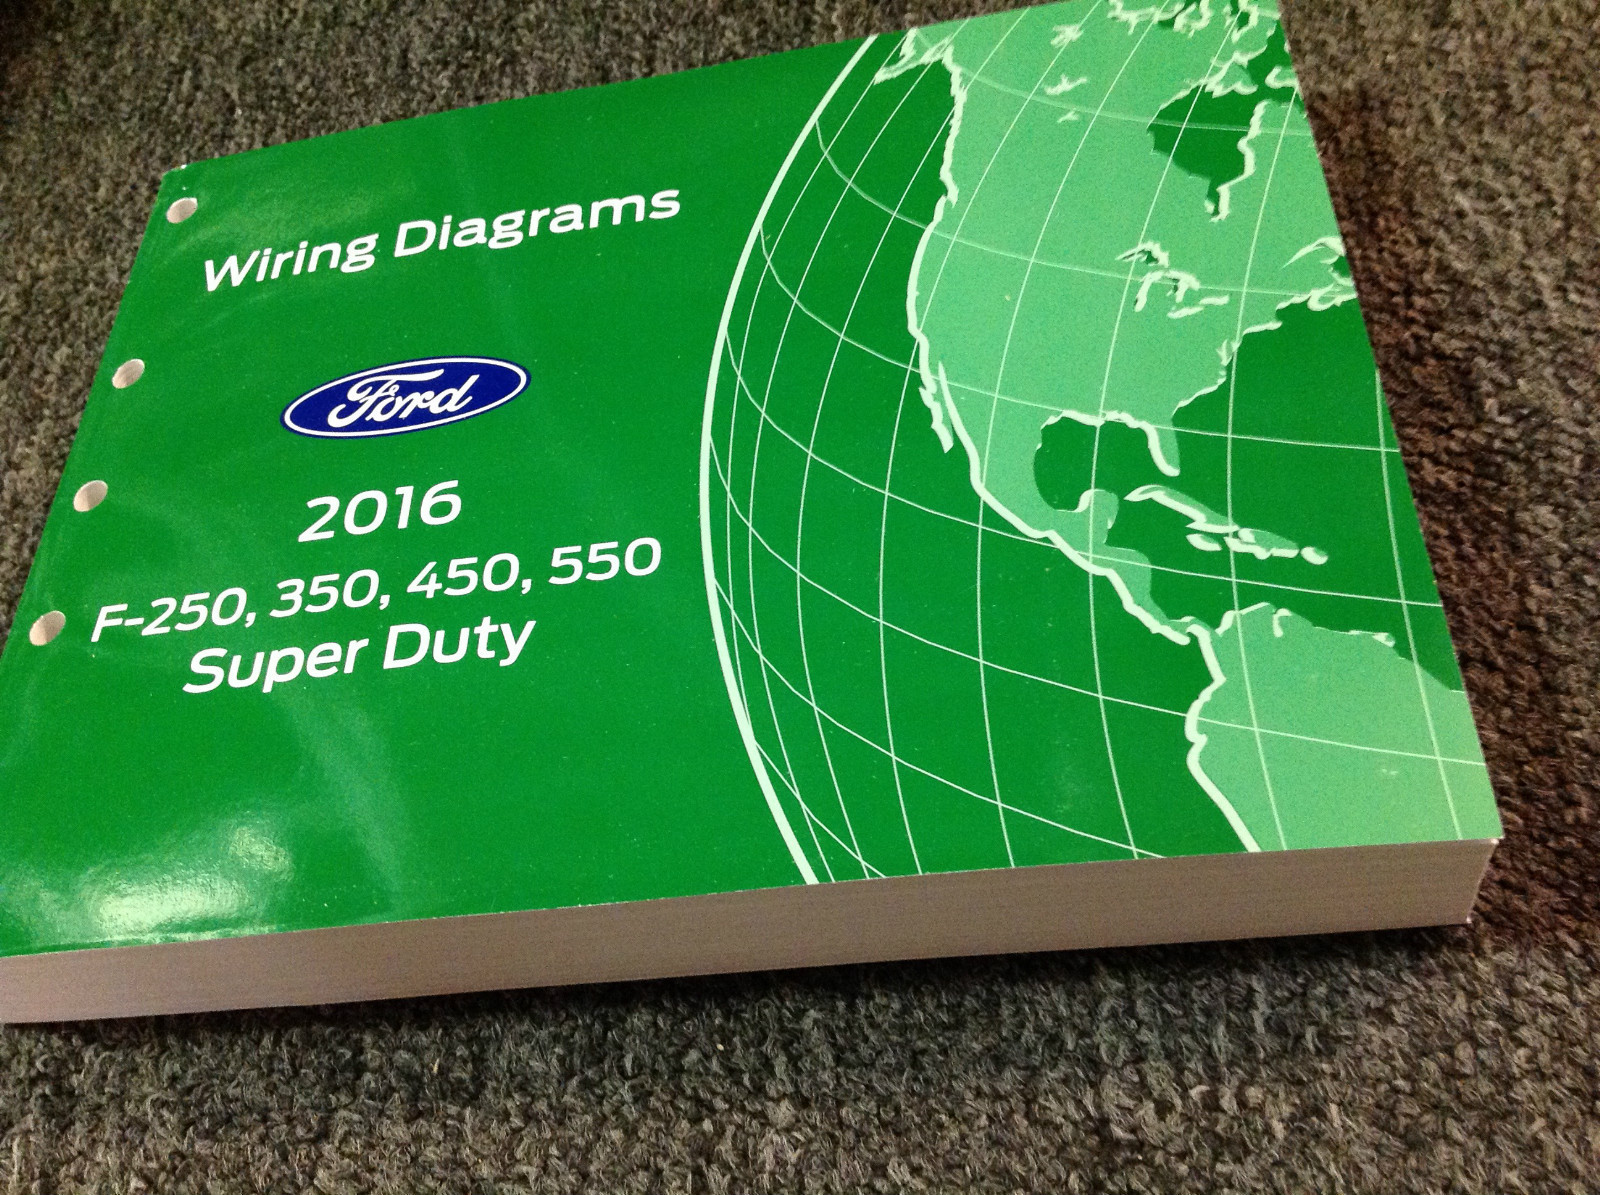 Wiring Diagrams
Ford
2016
F-250, 350, 450, 550
Super Duty